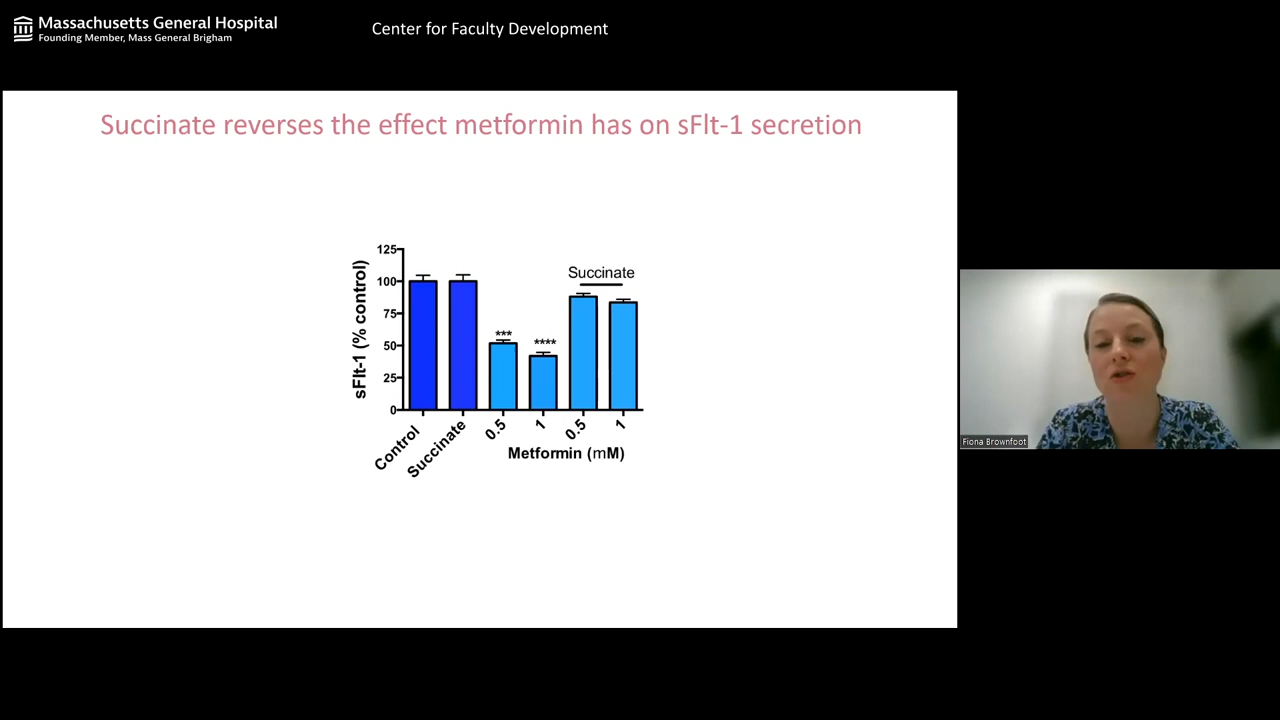 Massachusetts General Hospital
Founding Member, Mass General Brigham
Center for Faculty Development
Succinate reverses the effect metformin has on sFlt-1 secretion
sFlt-1 (% control)
125
100
75
50
25
0
***
****
Succinate
Control
Succinate
0.5
1
0.5
1
Metformin (mM)
Fiona Brownfoot